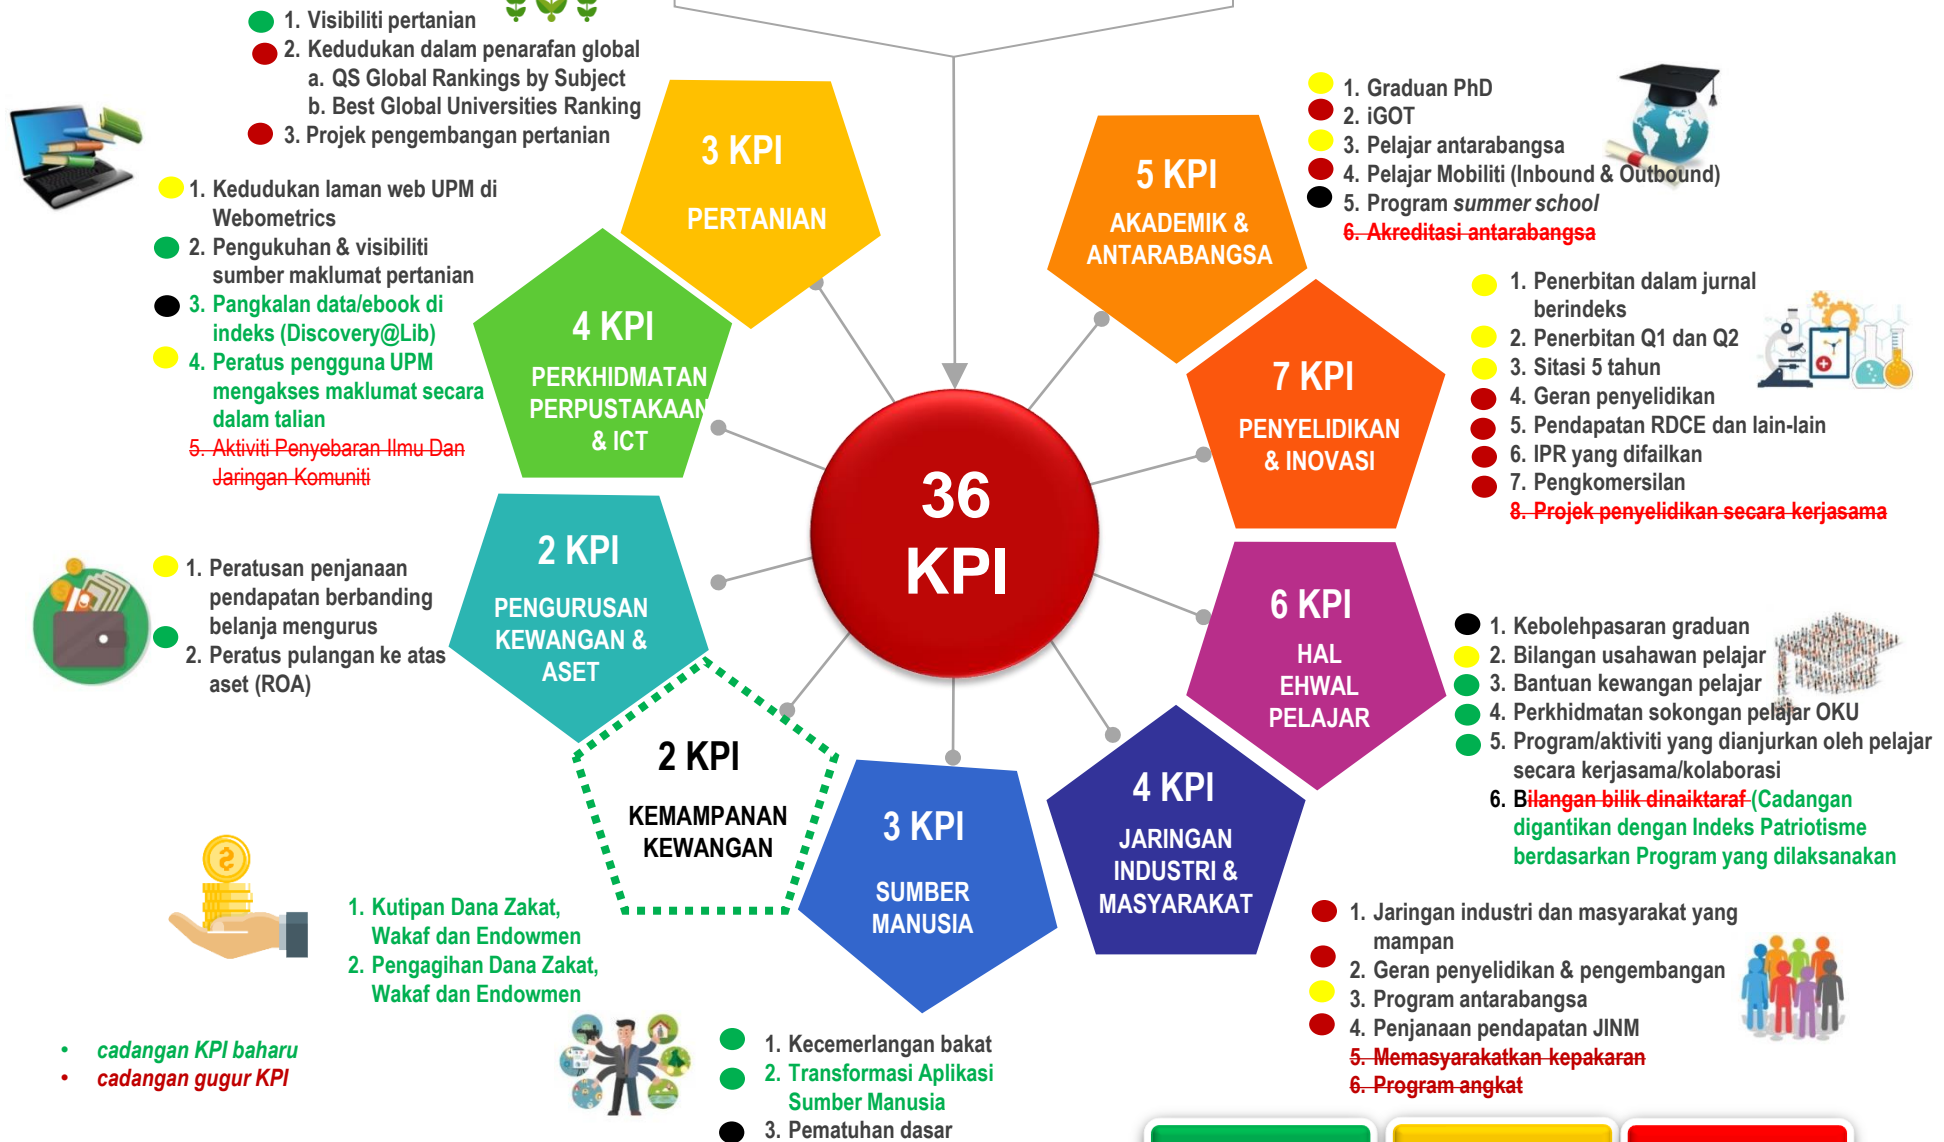 1. Visibiliti pertanian
2. Kedudukan dalam penarafan global
a. QS Global Rankings by Subject
b. Best Global Universities Ranking
3. Projek pengembangan pertanian
3 KPI
PERTANIAN
1. Kedudukan laman web UPM di
Webometrics
2. Pengukuhan & visibiliti
sumber maklumat pertanian
3. Pangkalan data/ebook di
indeks (Discovery@Lib)
4. Peratus pengguna UPM
mengakses maklumat secara
dalam talian
5. Aktiviti Penyebaran Ilmu Dan
Jaringan Komuniti
4 KPI
PERKHIDMATAN
PERPUSTAKAAN
& ICT
1. Peratusan penjanaan
pendapatan berbanding
belanja mengurus
2. Peratus pulangan ke atas
aset (ROA)
2 KPI
PENGURUSAN
KEWANGAN &
ASET
2 KPI
KEMAMPANAN
KEWANGAN
1. Kutipan Dana Zakat,
Wakaf dan Endowmen
2. Pengagihan Dana Zakat,
Wakaf dan Endowmen
• cadangan KPI baharu
• cadangan gugur KPI
36
KPI
3 KPI
SUMBER
MANUSIA
1. Kecemerlangan bakat
2. Transformasi Aplikasi
Sumber Manusia
3. Pematuhan dasar
5 KPI
AKADEMIK &
ANTARABANGSA
1. Graduan PhD
2. iGOT
3. Pelajar antarabangsa
4. Pelajar Mobiliti (Inbound & Outbound)
5. Program summer school
6. Akreditasi antarabangsa
7 KPI
PENYELIDIKAN
& INOVASI
1. Penerbitan dalam jurnal
berindeks
2. Penerbitan Q1 dan Q2
3. Sitasi 5 tahun
4. Geran penyelidikan
5. Pendapatan RDCE dan lain-lain
6. IPR yang difailkan
7. Pengkomersilan
8. Projek penyelidikan secara kerjasama
6 KPI
HAL
EHWAL
PELAJAR
1. Kebolehpasaran graduan
2. Bilangan usahawan pelajar
3. Bantuan kewangan pelajar
4. Perkhidmatan sokongan pelajar OKU
5. Program/aktiviti yang dianjurkan oleh pelajar
secara kerjasama/kolaborasi
6. Bilangan bilik dinaiktaraf (Cadangan
digantikan dengan Indeks Patriotisme
berdasarkan Program yang dilaksanakan
4 KPI
JARINGAN
INDUSTRI &
MASYARAKAT
1. Jaringan industri dan masyarakat yang
mampan
2. Geran penyelidikan & pengembangan
3. Program antarabangsa
4. Penjanaan pendapatan JINM
5. Memasyarakatkan kepakaran
6. Program angkat